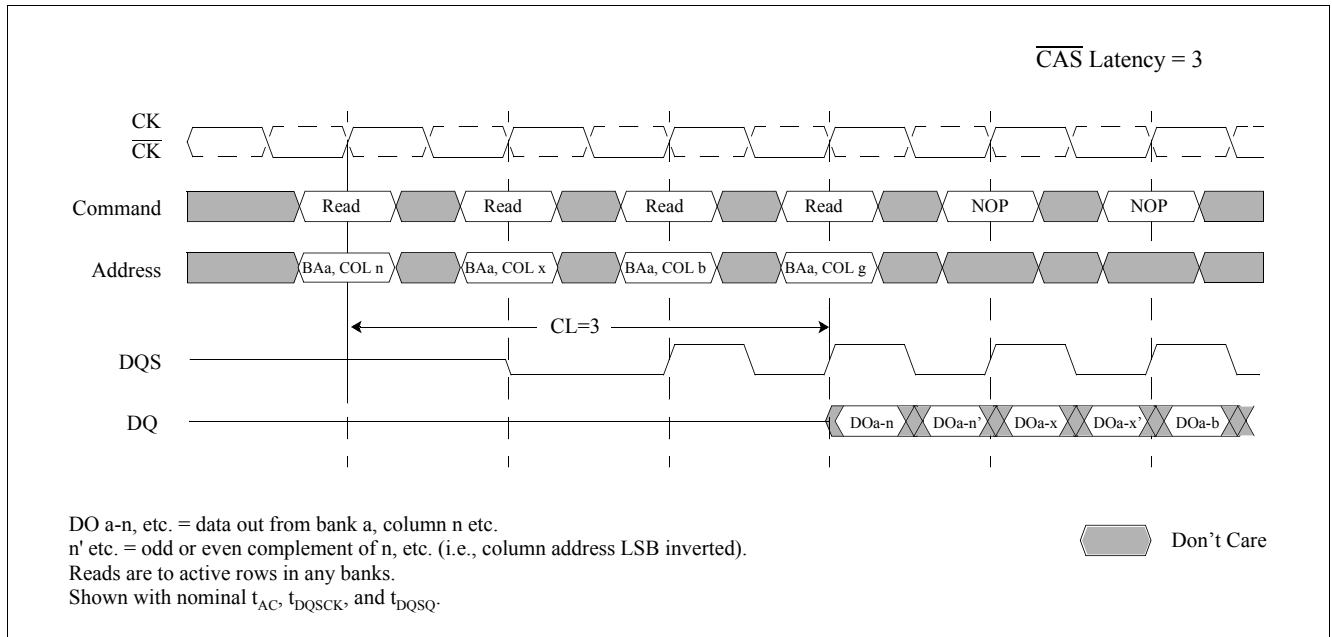 C̅A̅S̅ Latency = 3
CK
C̅K̅
Command Read Read Read Read NOP NOP
Address BAa, COL n BAa, COL x BAa, COL b BAa, COL g
CL=3
DQS
DQ DOa-n DOa-n’ DOa-x DOa-x’ DOa-b
DO a-n, etc. = data out from bank a, column n etc.
n' etc. = odd or even complement of n, etc. (i.e., column address LSB inverted).
Reads are to active rows in any banks.
Shown with nominal tAC, tDQSCK, and tDQSQ.
Don’t Care